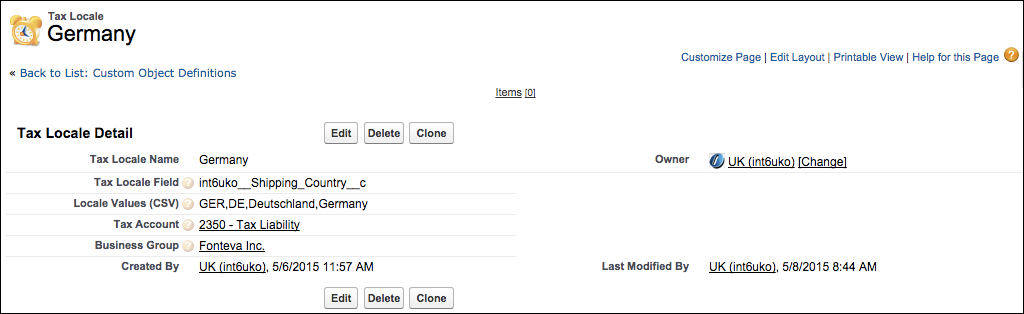 Tax Locale
Germany
Customize Page | Edit Layout | Printable View | Help for this Page ?
« Back to List: Custom Object Definitions
Items [0]
Tax Locale Detail Edit Delete Clone
Tax Locale Name Germany Owner UK (int6uko) [Change]
Tax Locale Field ? int6uko__Shipping_Country__c
Locale Values (CSV) ? GER,DE,Deutschland,Germany
Tax Account ? 2350 - Tax Liability
Business Group ? Fonteva Inc.
Created By UK (int6uko), 5/6/2015 11:57 AM Last Modified By UK (int6uko), 5/8/2015 8:44 AM
Edit Delete Clone